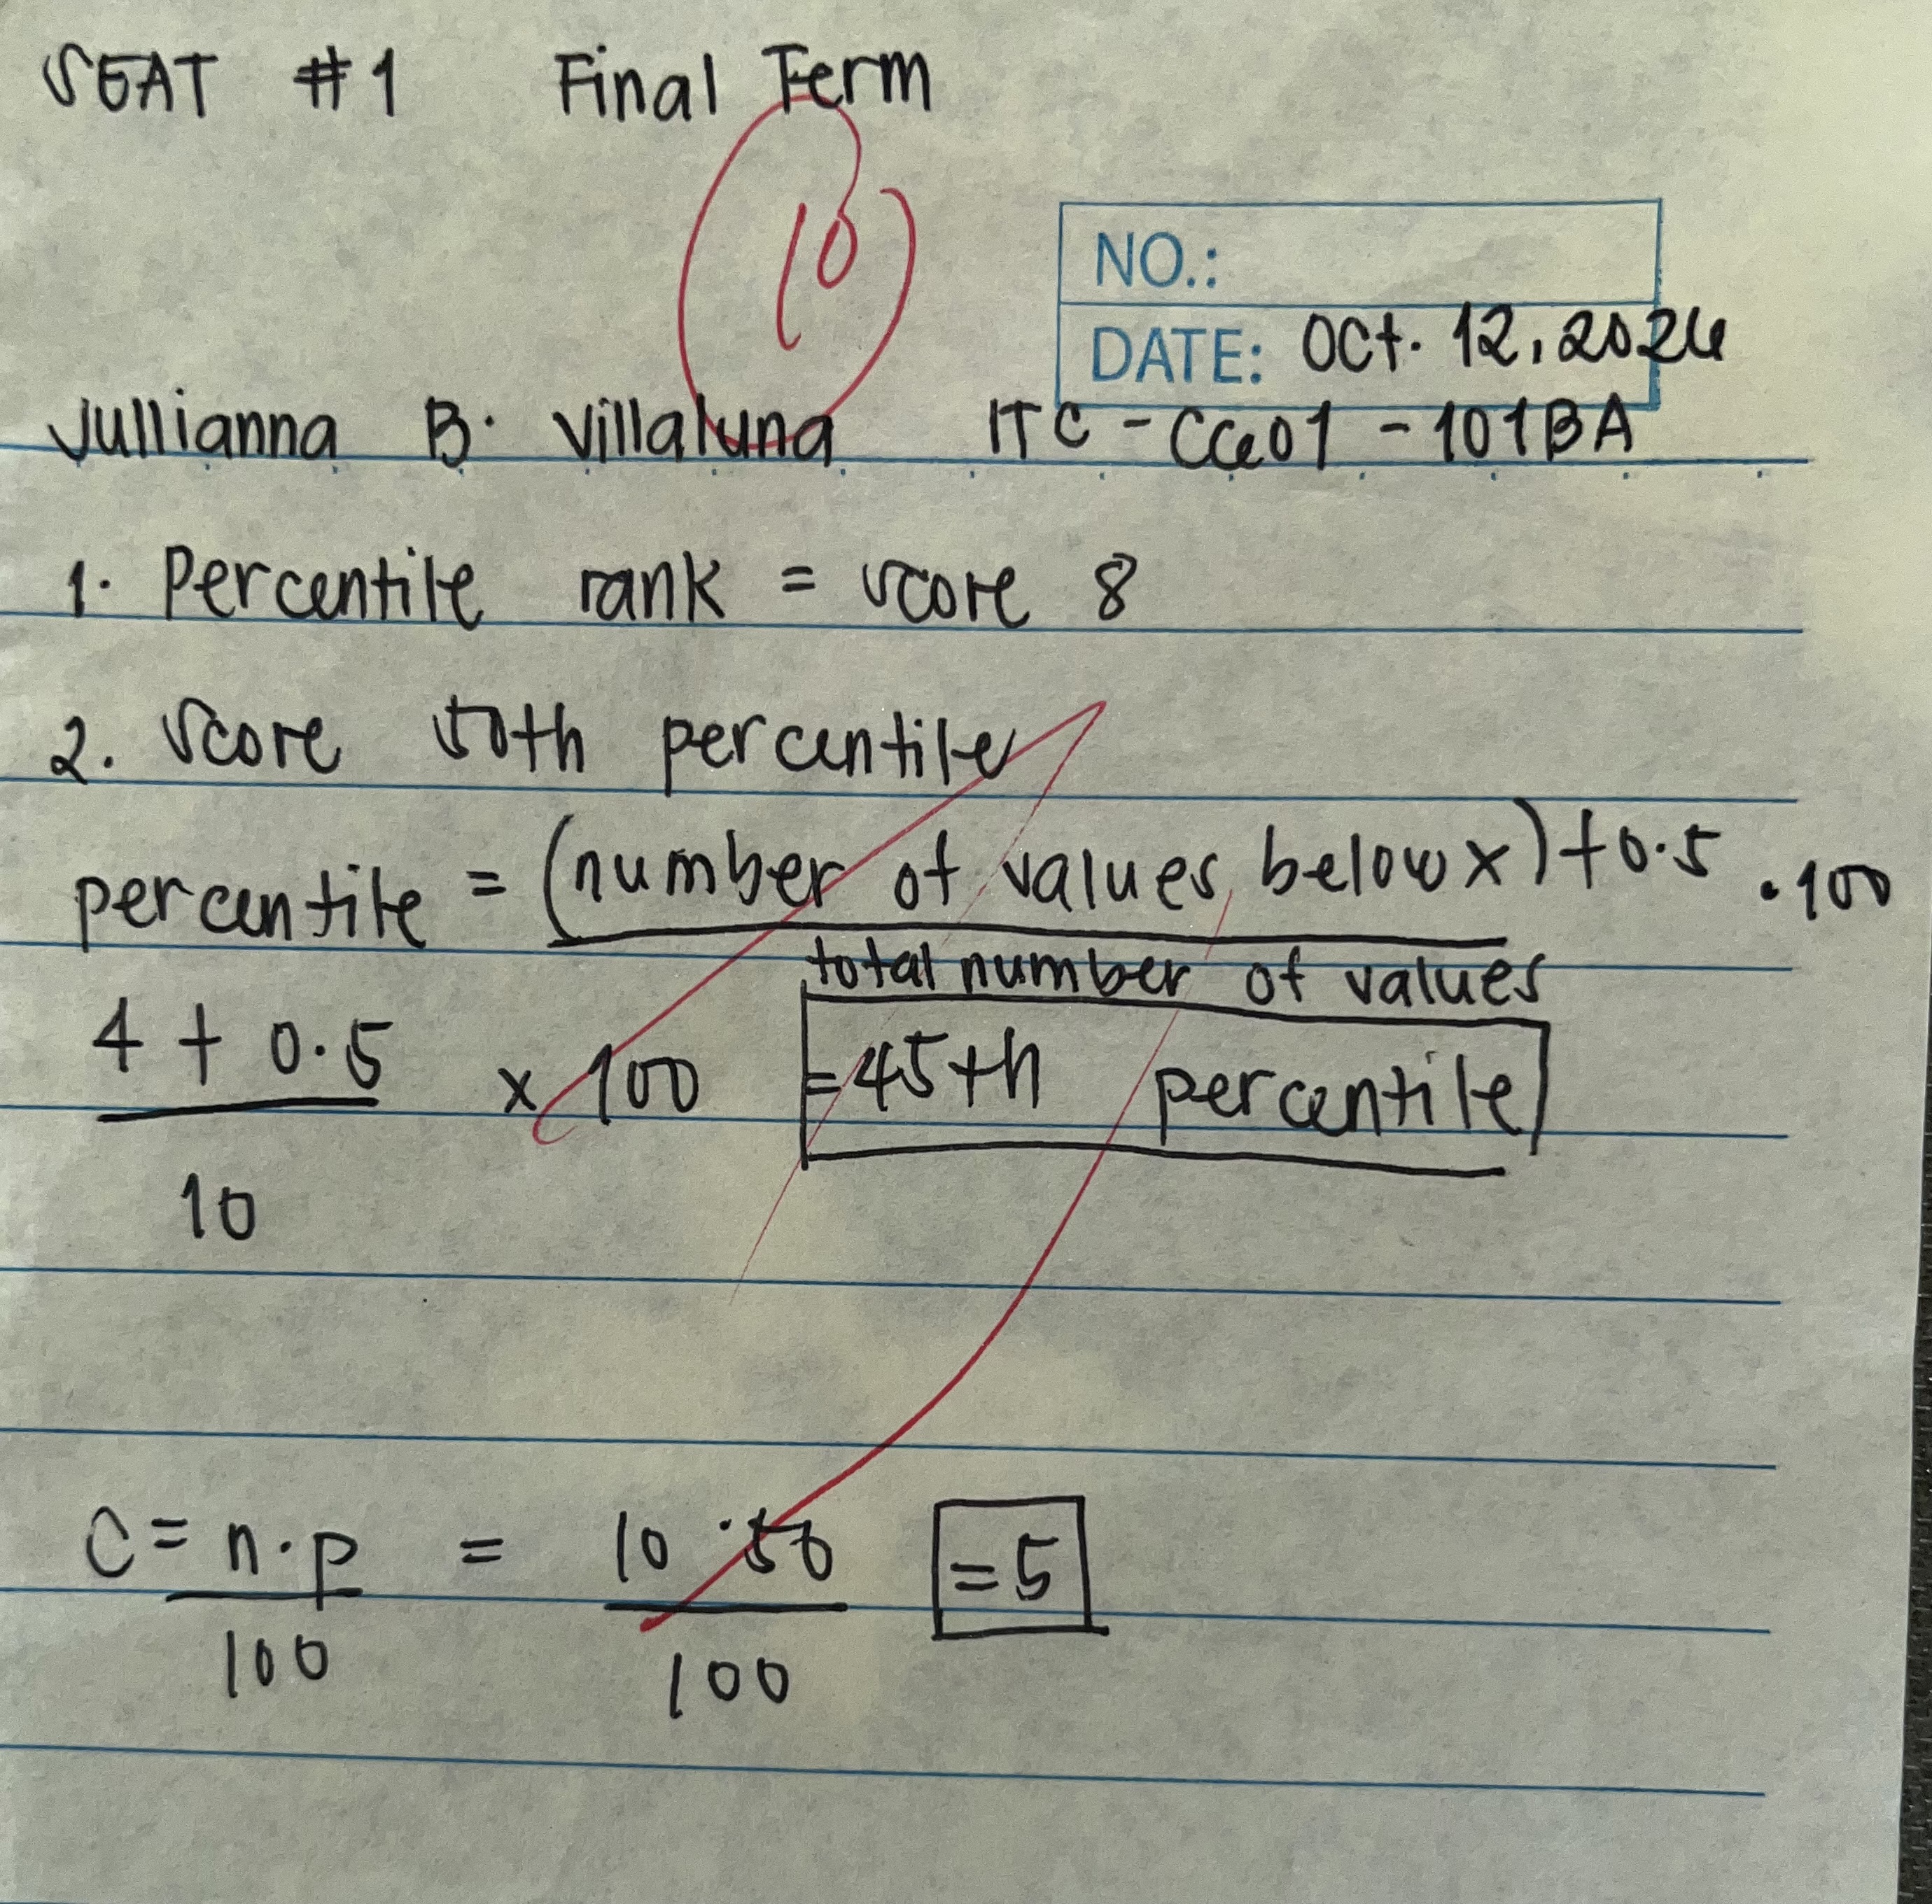 SEAT #1 Final Term
10
NO.:
DATE: Oct. 12, 2024
Jullianna B. Villaluna ITC - CC601 - 101BA
1. Percentile rank = score 8
2. Score 50th percentile
percentile = (number of values below x) + 0.5 . 100
total number of values
4 + 0.5 x 100 = 45th percentile
10
C = n.p = 10 . 50 = 5
100 100